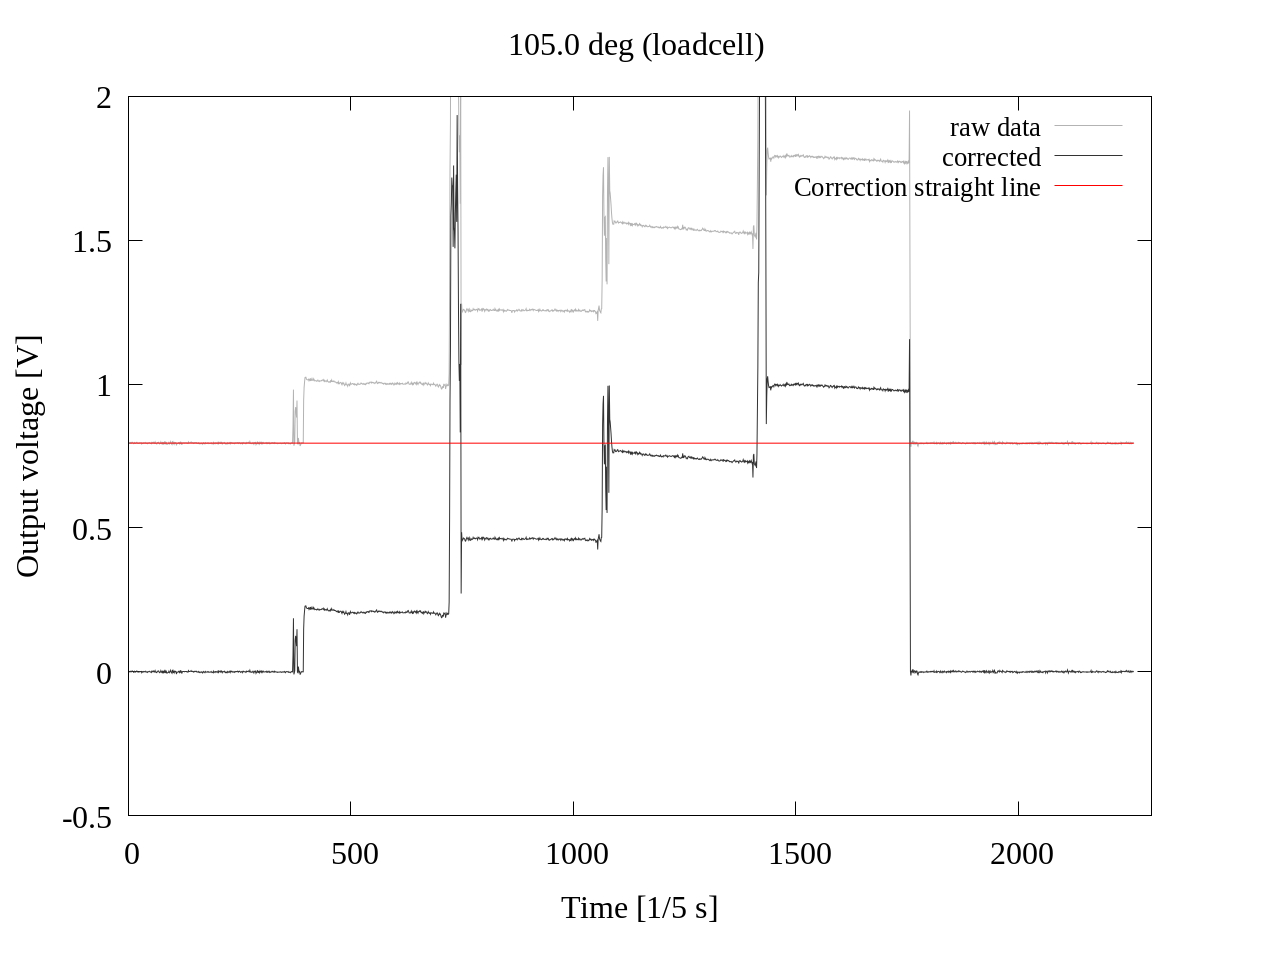 105.0 deg (loadcell)
2
1.5
1
0.5
0
-0.5
Output voltage [V]
raw data
corrected
Correction straight line
0 500 1000 1500 2000
Time [1/5 s]